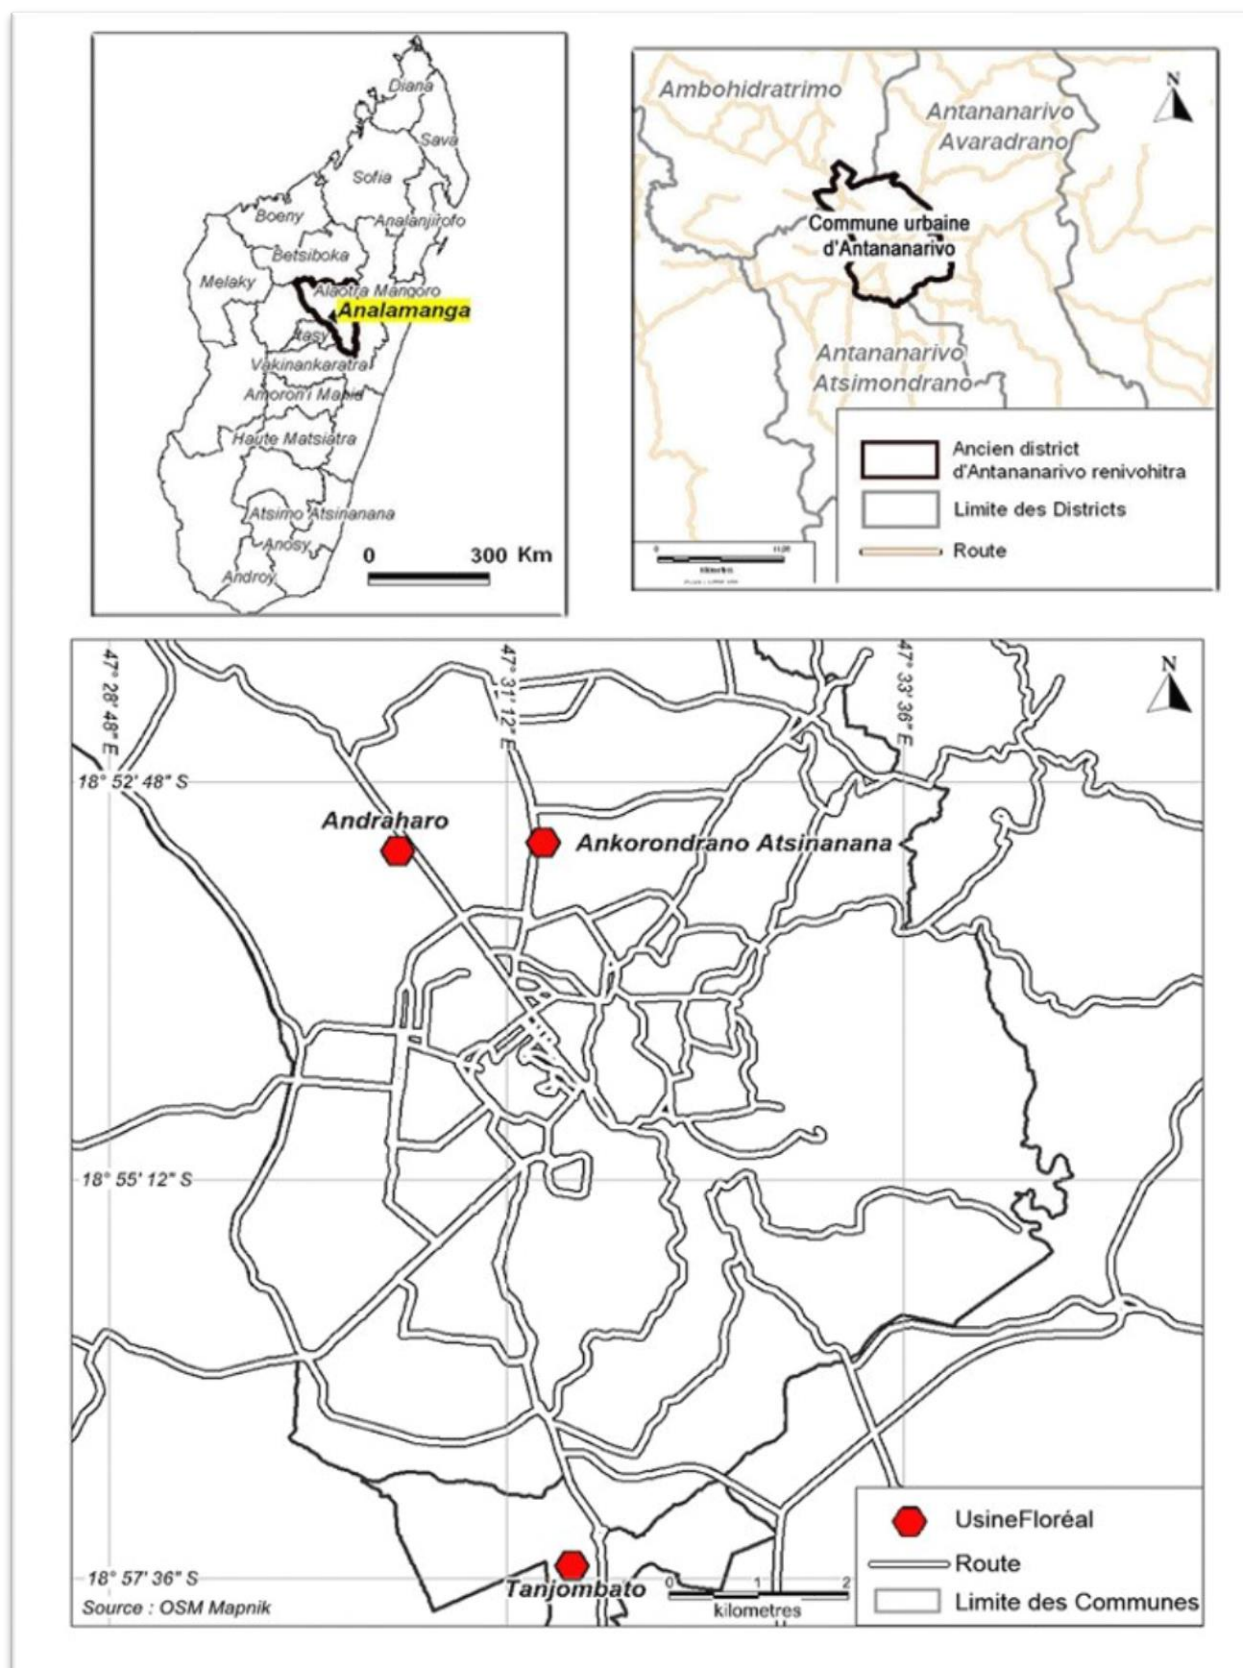 Diana
Sava
Sofia
Boeny
Analanjirofo
Betsiboka
Melaky
Alaotra Mangoro
Analamanga
Itasy
Vakinankaratra
Amoron'i Mania
Haute Matsiatra
Atsimo Atsinanana
Anosy
Androy
0 300 Km
N
Ambohidratrimo
Antananarivo
Avaradrano
Commune urbaine
d'Antananarivo
Antananarivo
Atsimondrano
Ancien district
d'Antananarivo renivohitra
Limite des Districts
Route
0
47° 28' 48" E
47° 31' 12" E
47° 33' 36" E
N
18° 52' 48" S
Andraharo
Ankorondrano Atsinanana
18° 55' 12" S
18° 57' 36" S
Tanjombato
Source : OSM Mapnik
0 1 2
kilometres
UsineFloréal
Route
Limite des Communes